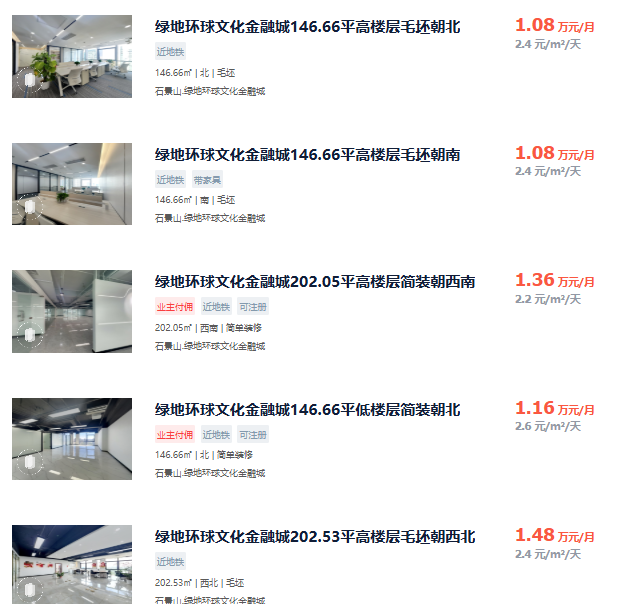 绿地环球文化金融城146.66平高楼层毛坯朝北
1.08 万元/月
近地铁
2.4 元/m²/天
146.66㎡ | 北 | 毛坯
石景山.绿地环球文化金融城
绿地环球文化金融城146.66平高楼层毛坯朝南
1.08 万元/月
近地铁 带家具
2.4 元/m²/天
146.66㎡ | 南 | 毛坯
石景山.绿地环球文化金融城
绿地环球文化金融城202.05平高楼层简装朝西南
1.36 万元/月
业主付佣 近地铁 可注册
2.2 元/m²/天
202.05㎡ | 西南 | 简单装修
石景山.绿地环球文化金融城
绿地环球文化金融城146.66平低楼层简装朝北
1.16 万元/月
业主付佣 近地铁 可注册
2.6 元/m²/天
146.66㎡ | 北 | 简单装修
石景山.绿地环球文化金融城
绿地环球文化金融城202.53平高楼层毛坯朝西北
1.48 万元/月
近地铁
2.4 元/m²/天
202.53㎡ | 西北 | 毛坯
石景山.绿地环球文化金融城